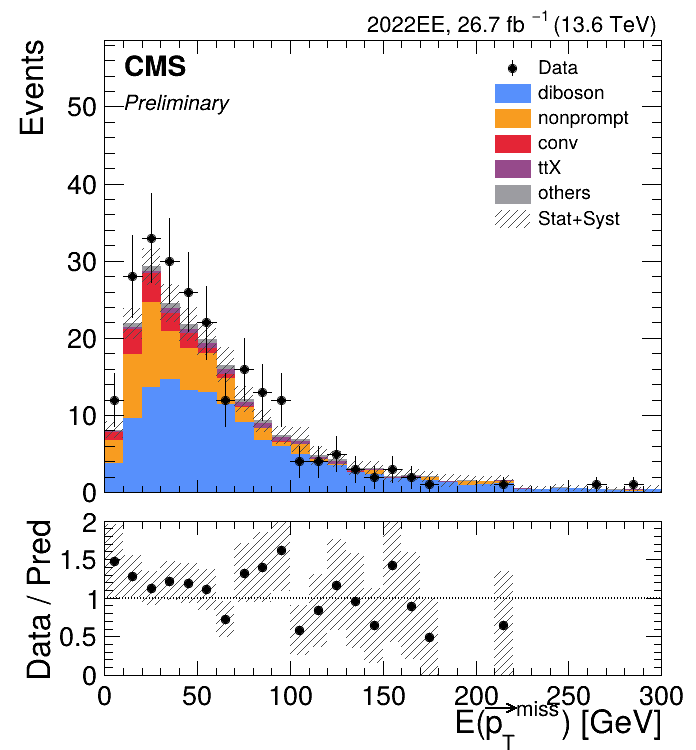 2022EE, 26.7 fb⁻¹ (13.6 TeV)
CMS
Preliminary
Events
50
40
30
20
10
0
Data
diboson
nonprompt
conv
ttX
others
Stat+Syst
Data / Pred
2
1.5
1
0.5
0
0 50 100 150 200 250 300
E(p_T^miss) [GeV]